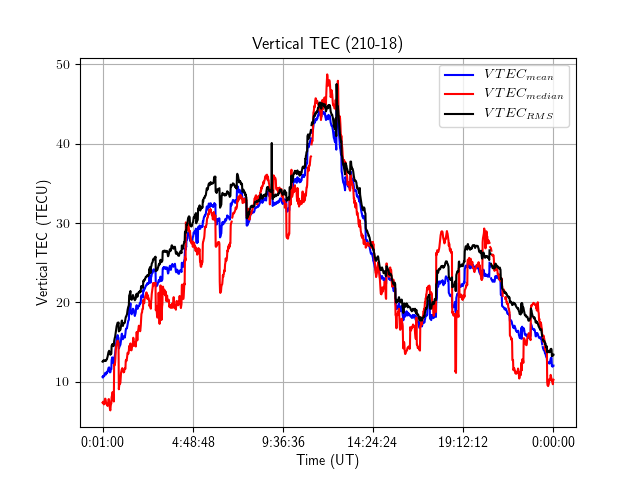 Vertical TEC (210-18)
50
40
30
20
10
Vertical TEC (TECU)
VTEC_mean
VTEC_median
VTEC_RMS
0:01:00 4:48:48 9:36:36 14:24:24 19:12:12 0:00:00
Time (UT)